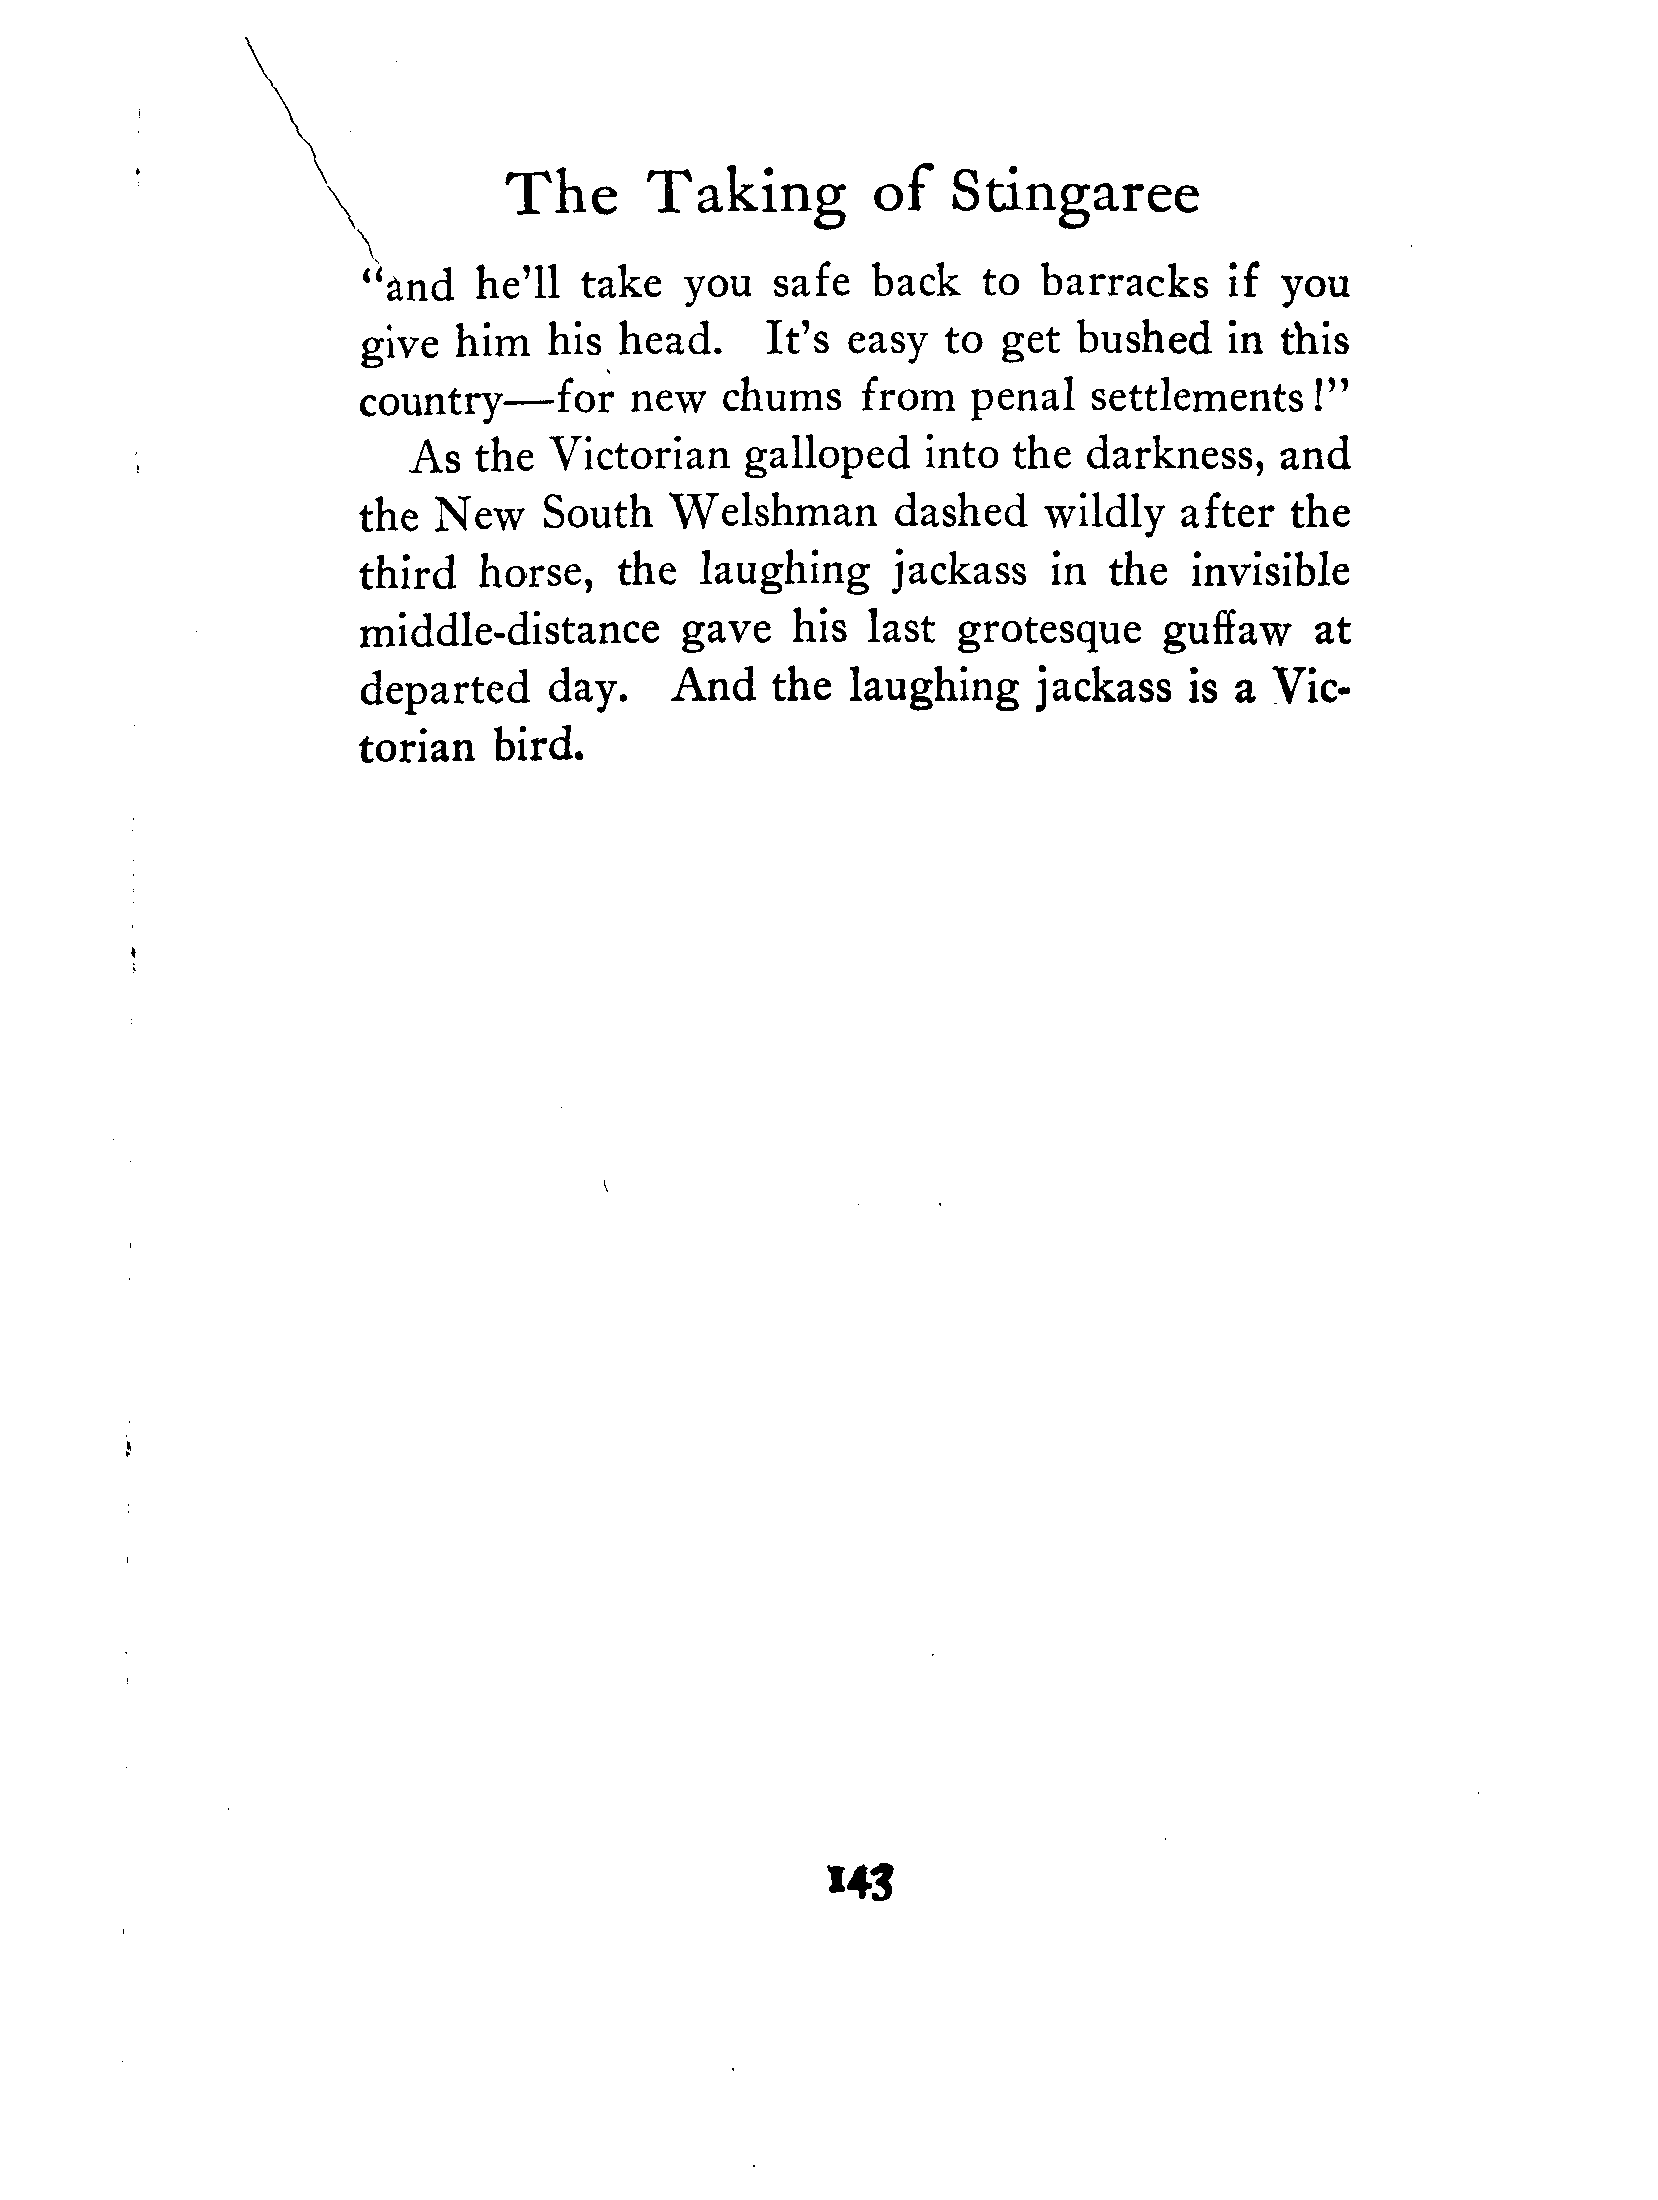 The Taking of Stingaree
"and he'll take you safe back to barracks if you
give him his head. It's easy to get bushed in this
country—for new chums from penal settlements!"
As the Victorian galloped into the darkness, and
the New South Welshman dashed wildly after the
third horse, the laughing jackass in the invisible
middle-distance gave his last grotesque guffaw at
departed day. And the laughing jackass is a Vic-
torian bird.
143